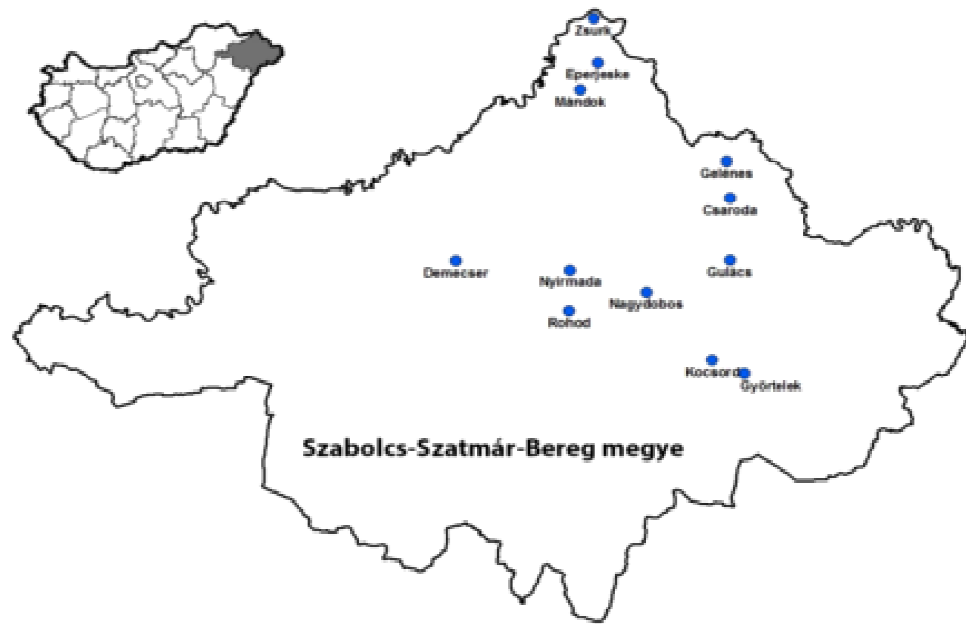 Zsurk
Eperjeske
Mándok
Gelénes
Csaroda
Demecser
Nyírmada
Gulács
Nagydobos
Rohod
Kocsord
Győrtelek
Szabolcs-Szatmár-Bereg megye